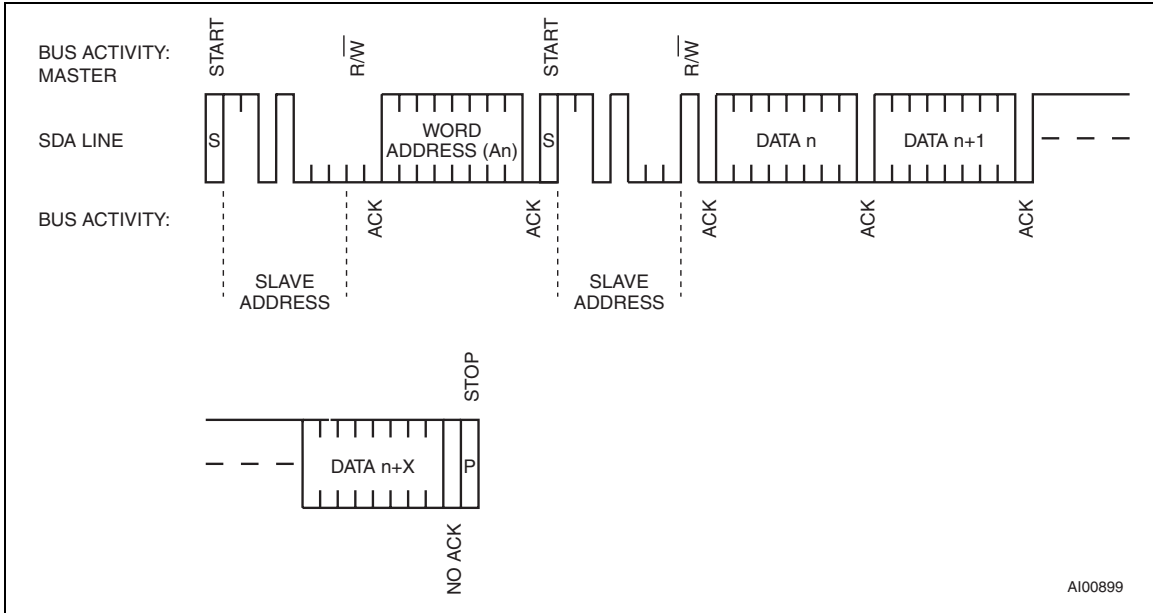 BUS ACTIVITY:
MASTER
START
R/W
START
R/W
SDA LINE
S
WORD
ADDRESS (An)
S
DATA n
DATA n+1
BUS ACTIVITY:
ACK
ACK
ACK
ACK
ACK
SLAVE
ADDRESS
SLAVE
ADDRESS
STOP
DATA n+X
P
NO ACK
AI00899